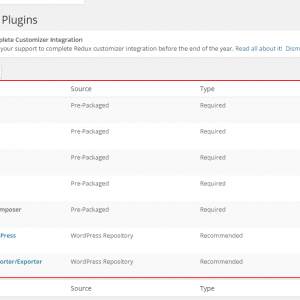 Plugins
plete Customizer Integration
your support to complete Redux customizer integration before the end of the year. Read all about it! Dism
Source Type
Pre-Packaged Required
Pre-Packaged Required
Pre-Packaged Required
Pre-Packaged Required
mposer Pre-Packaged Required
Press WordPress Repository Recommended
orter/Exporter WordPress Repository Recommended
Source Type